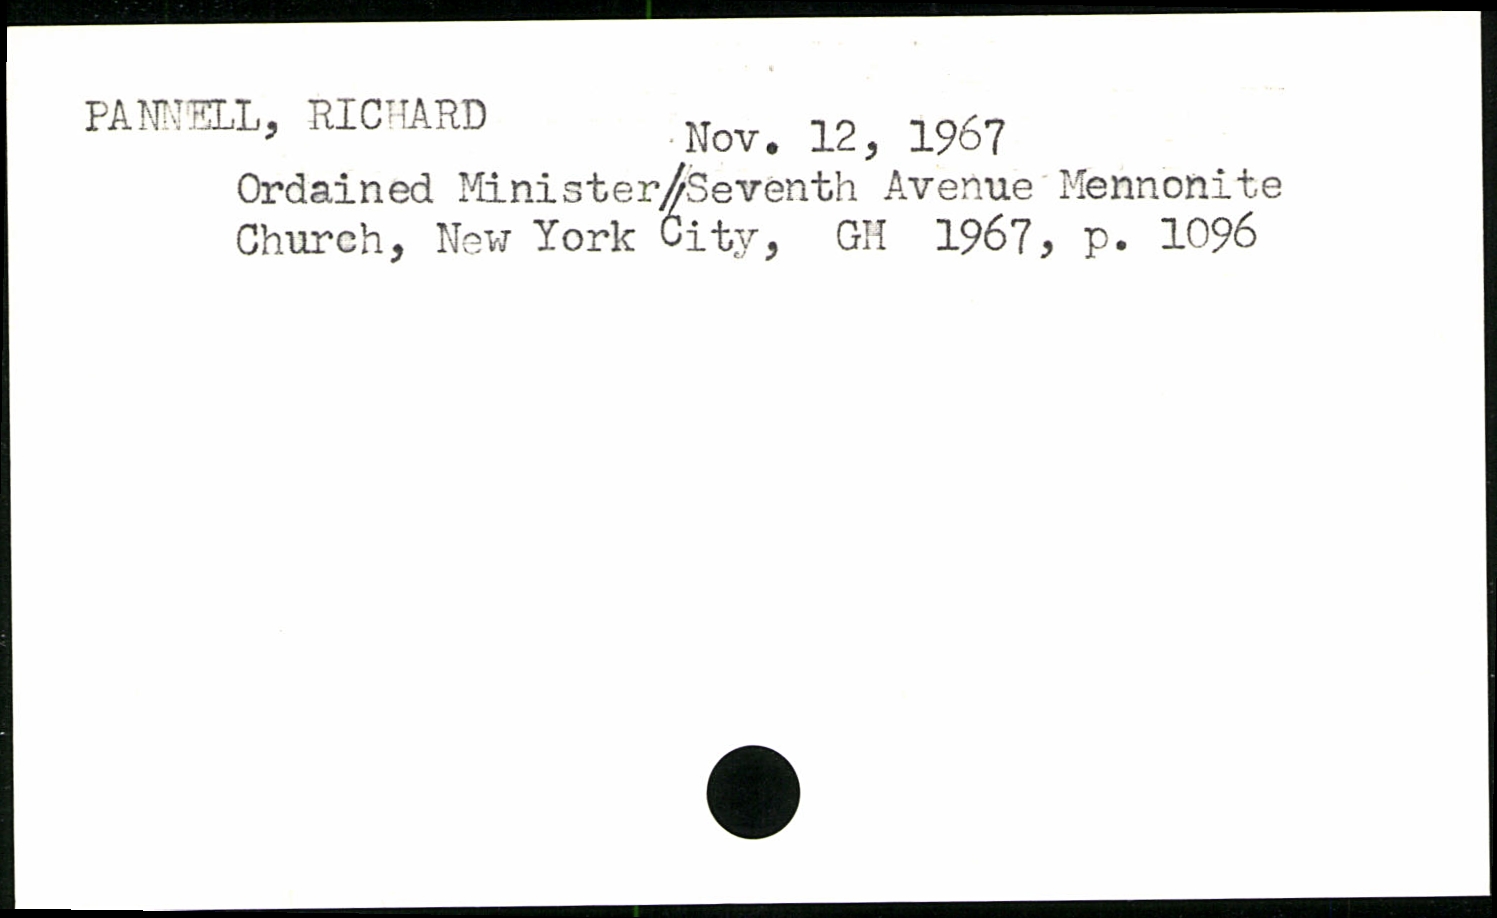 PANNELL, RICHARD
Nov. 12, 1967
Ordained Minister//Seventh Avenue Mennonite
Church, New York City, GH 1967, p. 1096